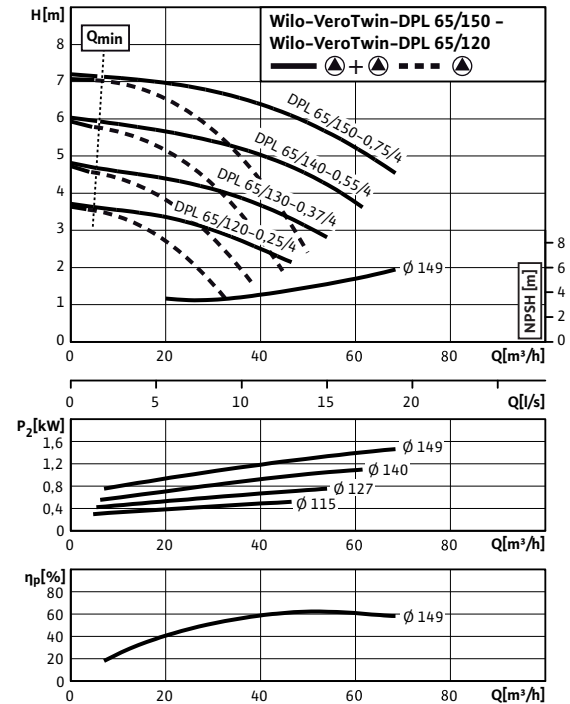 H[m]
Wilo-VeroTwin-DPL 65/150 –
Wilo-VeroTwin-DPL 65/120
+
Qmin
8
7
6
5
4
3
2
1
0
DPL 65/150-0,75/4
DPL 65/140-0,55/4
DPL 65/130-0,37/4
DPL 65/120-0,25/4
Ø 149
8
6
4
2
0
NPSH [m]
0 20 40 60 80 Q[m³/h]
0 5 10 15 20 Q[l/s]
P2[kW]
1,6
1,2
0,8
0,4
0
Ø 149
Ø 140
Ø 127
Ø 115
0 20 40 60 80 Q[m³/h]
ηp[%]
80
60
40
20
0
Ø 149
0 20 40 60 80 Q[m³/h]